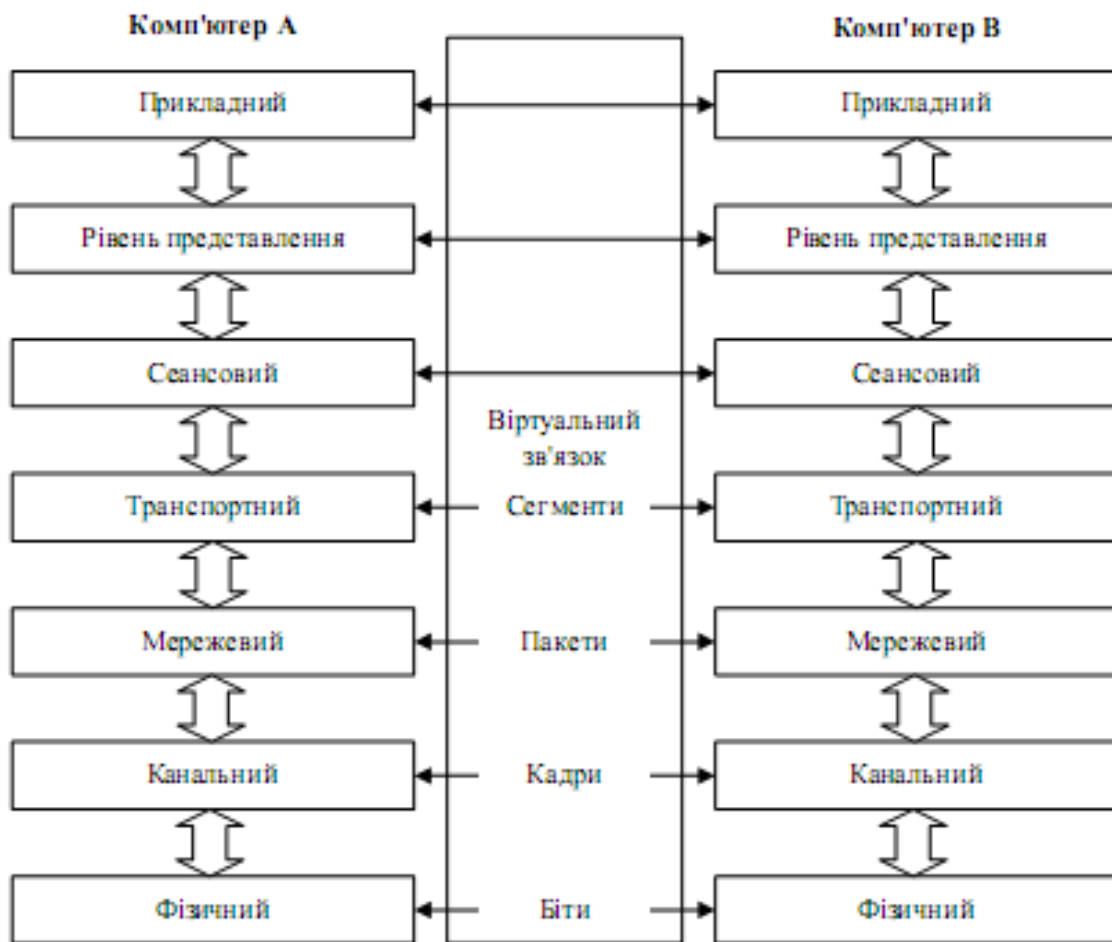 Комп'ютер А
Комп'ютер В
Прикладний
Прикладний
Рівень представлення
Рівень представлення
Сеансовий
Сеансовий
Віртуальний
зв'язок
Транспортний
Сегменти
Транспортний
Мережевий
Пакети
Мережевий
Канальний
Кадри
Канальний
Фізичний
Біти
Фізичний